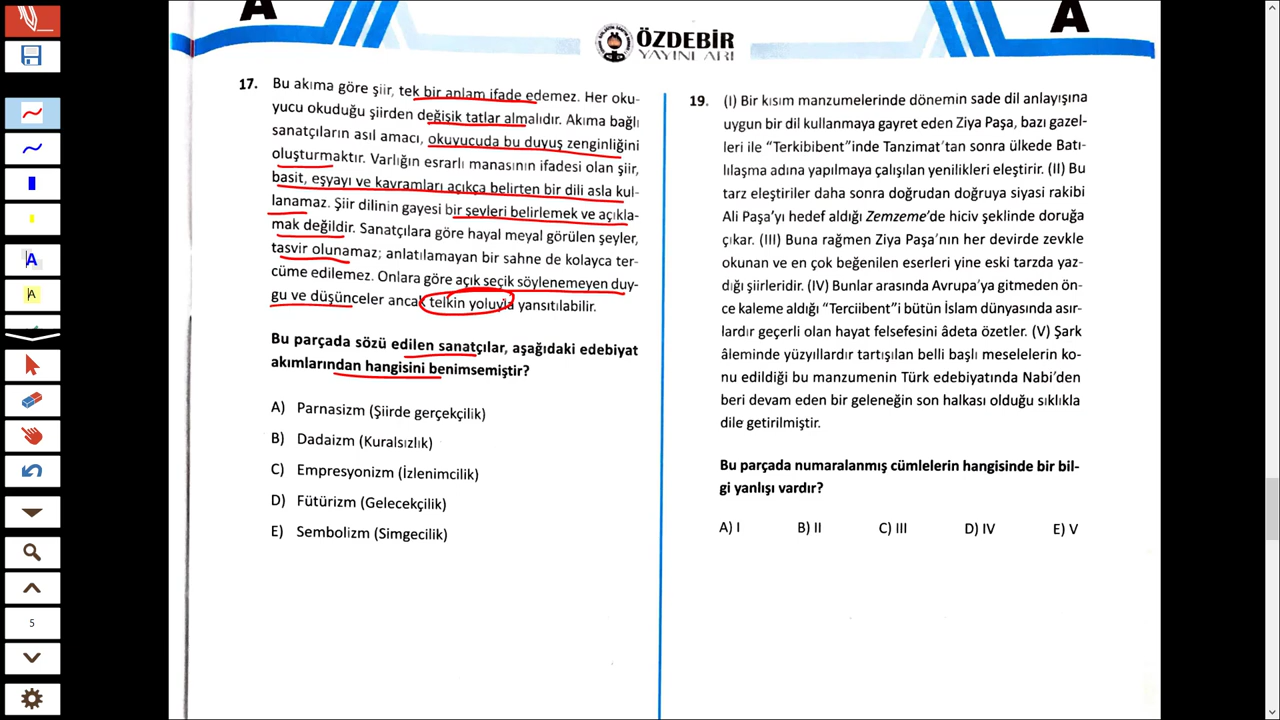 A
A
ÖZDEBİR
YAYINLARI
17. Bu akıma göre şiir, tek bir anlam ifade edemez. Her oku-
yucu okuduğu şiirden değişik tatlar almalıdır. Akıma bağlı
sanatçıların asıl amacı, okuyucuda bu duyuş zenginliğini
oluşturmaktır. Varlığın esrarlı manasının ifadesi olan şiir,
basit, eşyayı ve kavramları açıkça belirten bir dili asla kul-
lanamaz. Şiir dilinin gayesi bir şeyleri belirlemek ve açıkla-
mak değildir. Sanatçılara göre hayal meyal görülen şeyler,
tasvir olunamaz; anlatılamayan bir sahne de kolayca ter-
cüme edilemez. Onlara göre açık seçik söylenemeyen duy-
gu ve düşünceler ancak telkin yoluyla yansıtılabilir.
Bu parçada sözü edilen sanatçılar, aşağıdaki edebiyat
akımlarından hangisini benimsemiştir?
A) Parnasizm (Şiirde gerçekçilik)
B) Dadaizm (Kuralsızlık)
C) Empresyonizm (İzlenimcilik)
D) Fütürizm (Gelecekçilik)
E) Sembolizm (Simgecilik)
19. (I) Bir kısım manzumelerinde dönemin sade dil anlayışına
uygun bir dil kullanmaya gayret eden Ziya Paşa, bazı gazel-
leri ile "Terkibibent"inde Tanzimat'tan sonra ülkede Batı-
lılaşma adına yapılmaya çalışılan yenilikleri eleştirir. (II) Bu
tarz eleştiriler daha sonra doğrudan doğruya siyasi rakibi
Ali Paşa'yı hedef aldığı Zemzeme'de hiciv şeklinde doruğa
çıkar. (III) Buna rağmen Ziya Paşa'nın her devirde zevkle
okunan ve en çok beğenilen eserleri yine eski tarzda yaz-
dığı şiirleridir. (IV) Bunlar arasında Avrupa'ya gitmeden ön-
ce kaleme aldığı "Terciibent"i bütün İslam dünyasında asır-
lardır geçerli olan hayat felsefesini âdeta özetler. (V) Şark
âleminde yüzyıllardır tartışılan belli başlı meselelerin ko-
nu edildiği bu manzumenin Türk edebiyatında Nabi'den
beri devam eden bir geleneğin son halkası olduğu sıklıkla
dile getirilmiştir.
Bu parçada numaralanmış cümlelerin hangisinde bir bil-
gi yanlışı vardır?
A) I B) II C) III D) IV E) V
A
A
5